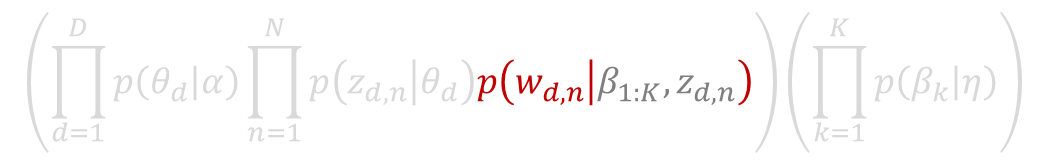 (∏_{d=1}^{D} p(θ_d|α) ∏_{n=1}^{N} p(z_{d,n}|θ_d)p(w_{d,n}|β_{1:K}, z_{d,n})) (∏_{k=1}^{K} p(β_k|η))